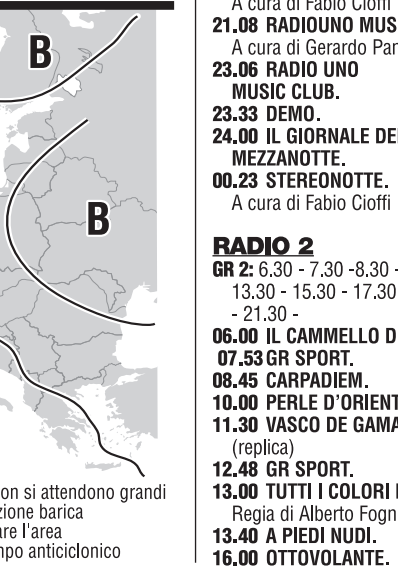 B
B
on si attendono grandi
zione barica
are l'area
po anticiclonico
A cura di Fabio Cioffi
21.08 RADIOUNO MUS
A cura di Gerardo Pan
23.06 RADIO UNO
MUSIC CLUB.
23.33 DEMO.
24.00 IL GIORNALE DE
MEZZANOTTE.
00.23 STEREONOTTE.
A cura di Fabio Cioffi
RADIO 2
GR 2: 6.30 - 7.30 -8.30 -
13.30 - 15.30 - 17.30
- 21.30 -
06.00 IL CAMMELLO D
07.53 GR SPORT.
08.45 CARPADIEM.
10.00 PERLE D'ORIENT
11.30 VASCO DE GAMA
(replica)
12.48 GR SPORT.
13.00 TUTTI I COLORI
Regia di Alberto Fogn
13.40 A PIEDI NUDI.
16.00 OTTOVOLANTE.